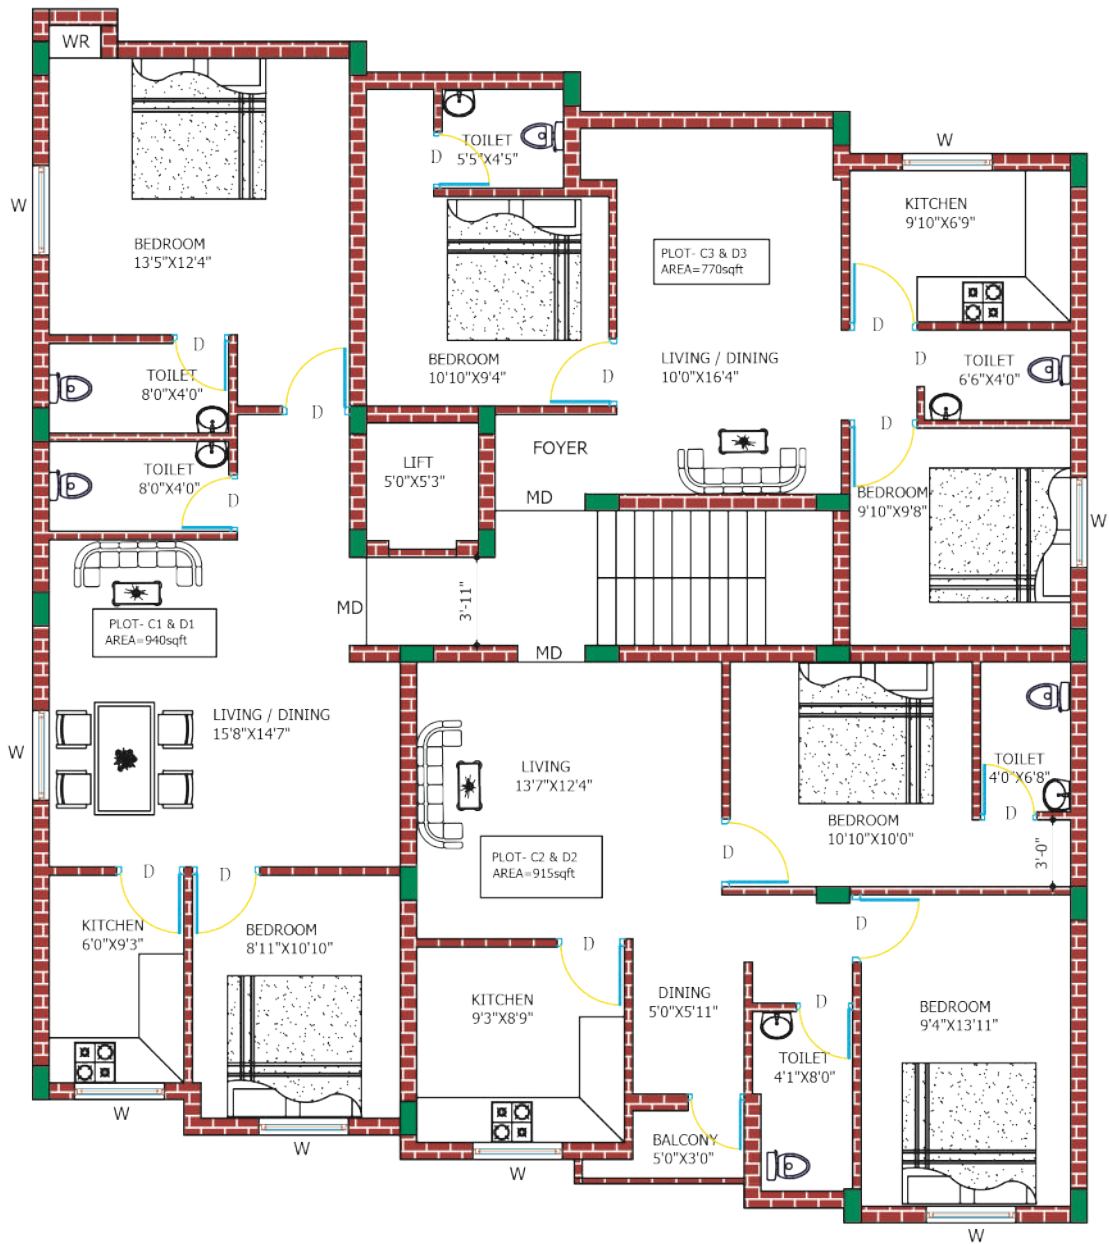 WR
W
BEDROOM
13'5"X12'4"
D
TOILET
8'0"X4'0"
D
TOILET
8'0"X4'0"
D
PLOT- C1 & D1
AREA=940sqft
MD
LIVING / DINING
15'8"X14'7"
W
D
D
KITCHEN
6'0"X9'3"
BEDROOM
8'11"X10'10"
W
W
TOILET
5'5"X4'5"
D
BEDROOM
10'10"X9'4"
D
PLOT- C3 & D3
AREA=770sqft
LIVING / DINING
10'0"X16'4"
W
KITCHEN
9'10"X6'9"
D
D
TOILET
6'6"X4'0"
D
BEDROOM
9'10"X9'8"
W
FOYER
MD
LIFT
5'0"X5'3"
3'-11"
MD
LIVING
13'7"X12'4"
PLOT- C2 & D2
AREA=915sqft
D
BEDROOM
10'10"X10'0"
TOILET
4'0"X6'8"
D
3'-0"
D
D
KITCHEN
9'3"X8'9"
W
DINING
5'0"X5'11"
D
TOILET
4'1"X8'0"
BALCONY
5'0"X3'0"
BEDROOM
9'4"X13'11"
W